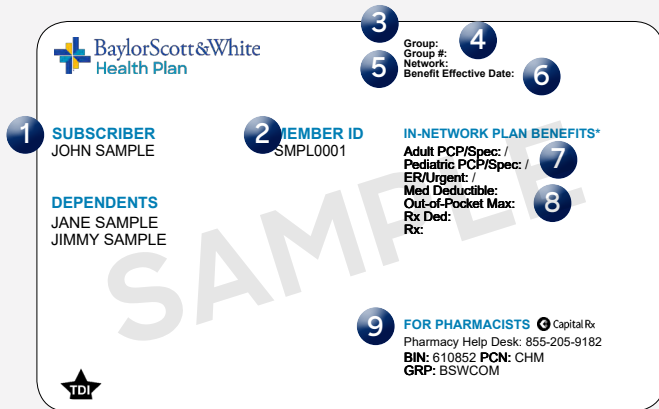 BaylorScott&White
Health Plan
3
4
5
6
Group:
Group #:
Network:
Benefit Effective Date:
1
SUBSCRIBER
JOHN SAMPLE
2
MEMBER ID
SMPL0001
DEPENDENTS
JANE SAMPLE
JIMMY SAMPLE
IN-NETWORK PLAN BENEFITS*
Adult PCP/Spec: /
Pediatric PCP/Spec: /
7
ER/Urgent: /
Med Deductible:
Out-of-Pocket Max:
8
Rx Ded:
Rx:
SAMPLE
9
FOR PHARMACISTS CapitalRx
Pharmacy Help Desk: 855-205-9182
BIN: 610852 PCN: CHM
GRP: BSWCOM
TDI